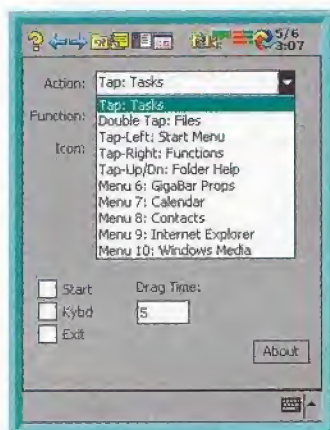 5/6
3:07
Action: Tap: Tasks
Tap: Tasks
Function: Double Tap: Files
Tap-Left: Start Menu
Icon: Tap-Right: Functions
Tap-Up/Dn: Folder Help
Menu 6: GigaBar Props
Menu 7: Calendar
Menu 8: Contacts
Menu 9: Internet Explorer
Menu 10: Windows Media
Start Drag Time:
Kybd 5
Exit
About